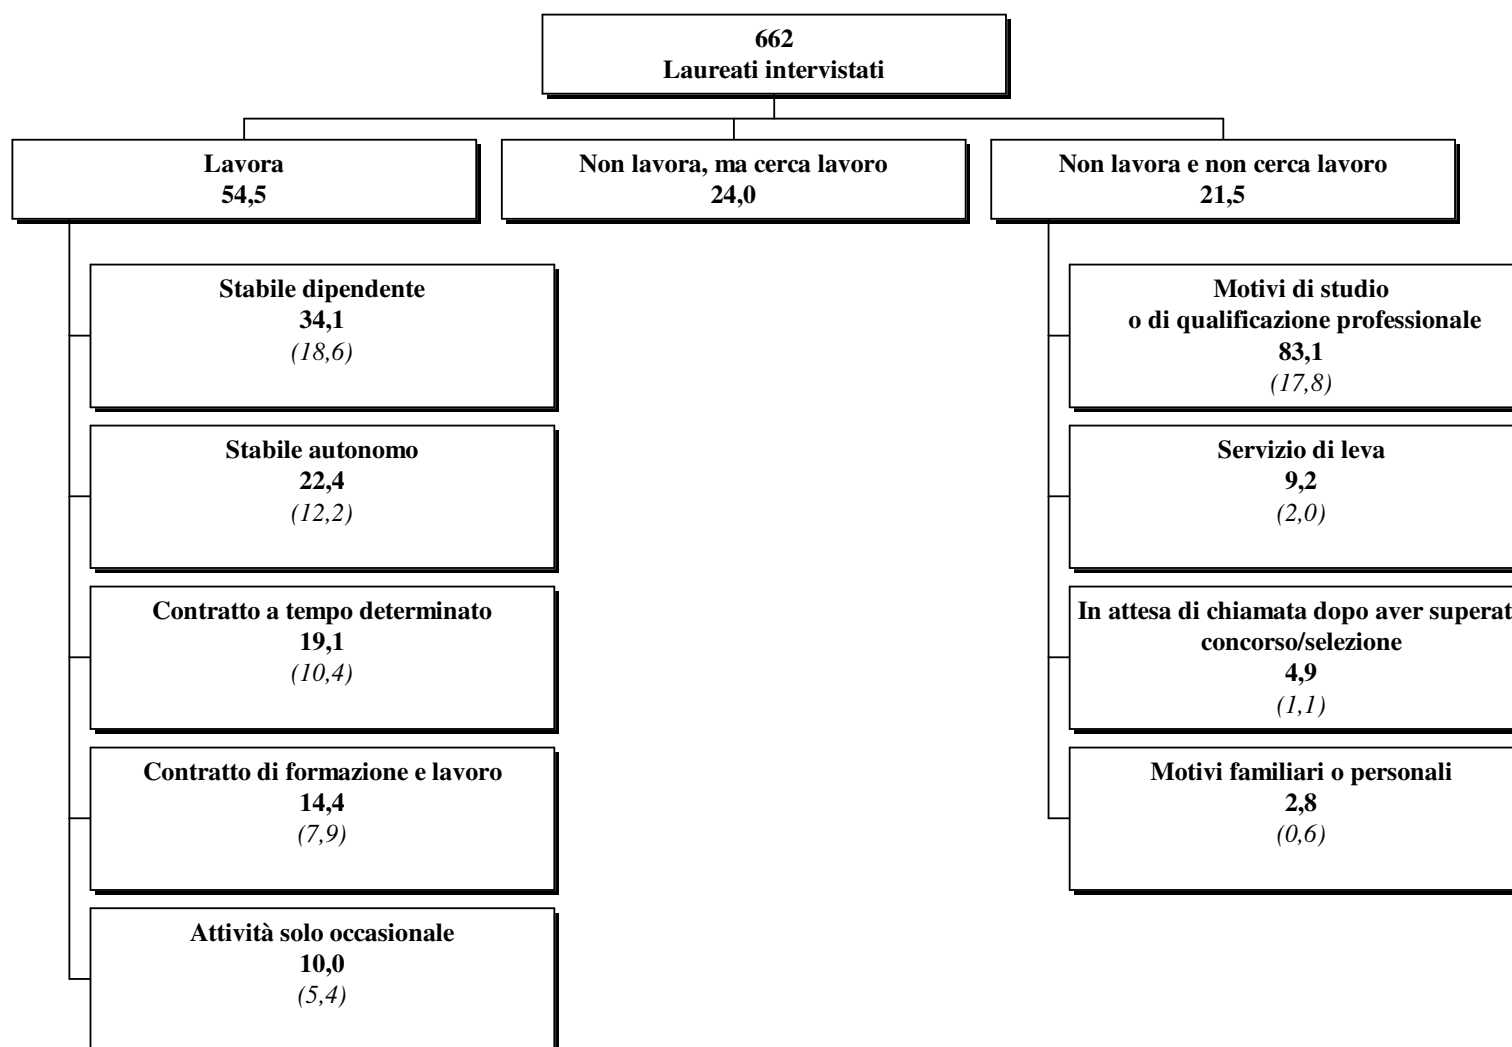 662
Laureati intervistati
Lavora
54,5
Non lavora, ma cerca lavoro
24,0
Non lavora e non cerca lavoro
21,5
Stabile dipendente
34,1
(18,6)
Stabile autonomo
22,4
(12,2)
Contratto a tempo determinato
19,1
(10,4)
Contratto di formazione e lavoro
14,4
(7,9)
Attività solo occasionale
10,0
(5,4)
Motivi di studio
o di qualificazione professionale
83,1
(17,8)
Servizio di leva
9,2
(2,0)
In attesa di chiamata dopo aver superat
concorso/selezione
4,9
(1,1)
Motivi familiari o personali
2,8
(0,6)